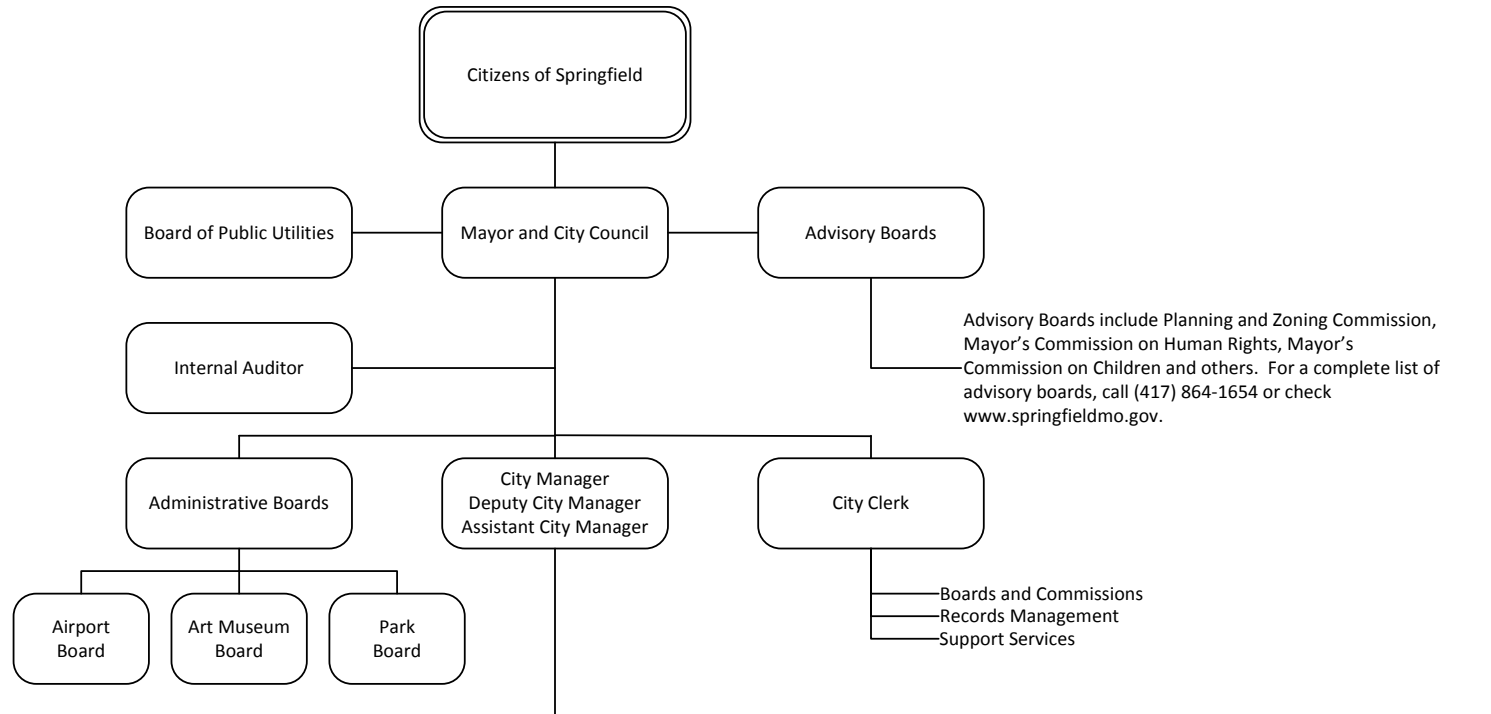 Citizens of Springfield
Board of Public Utilities
Mayor and City Council
Advisory Boards
Advisory Boards include Planning and Zoning Commission,
Mayor’s Commission on Human Rights, Mayor’s
Commission on Children and others.  For a complete list of
advisory boards, call (417) 864-1654 or check
www.springfieldmo.gov.
Internal Auditor
Administrative Boards
City Manager
Deputy City Manager
Assistant City Manager
City Clerk
Airport
Board
Art Museum
Board
Park
Board
Boards and Commissions
Records Management
Support Services